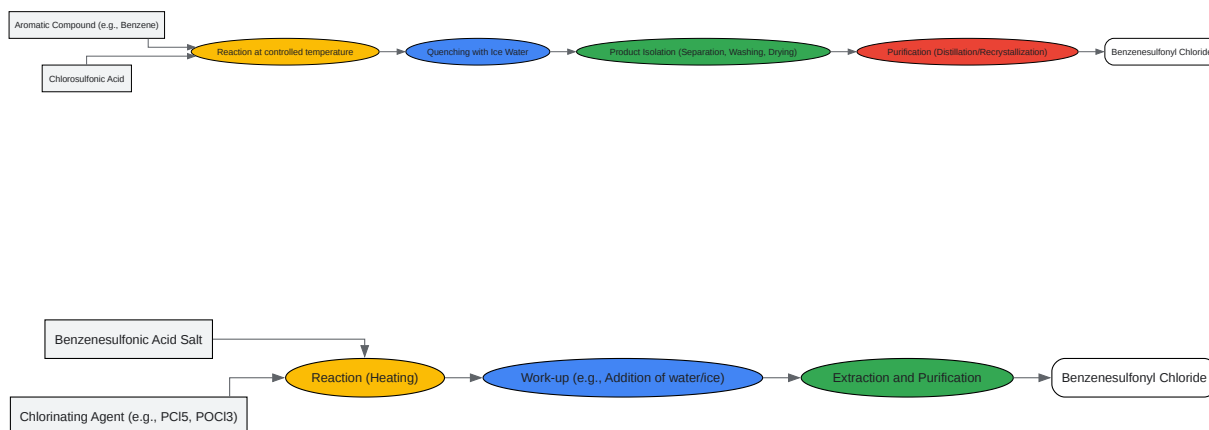 Aromatic Compound (e.g., Benzene)
Chlorosulfonic Acid
Reaction at controlled temperature
Quenching with Ice Water
Product Isolation (Separation, Washing, Drying)
Purification (Distillation/Recrystallization)
Benzenesulfonyl Chloride
Benzenesulfonic Acid Salt
Chlorinating Agent (e.g., PCl5, POCl3)
Reaction (Heating)
Work-up (e.g., Addition of water/ice)
Extraction and Purification
Benzenesulfonyl Chloride